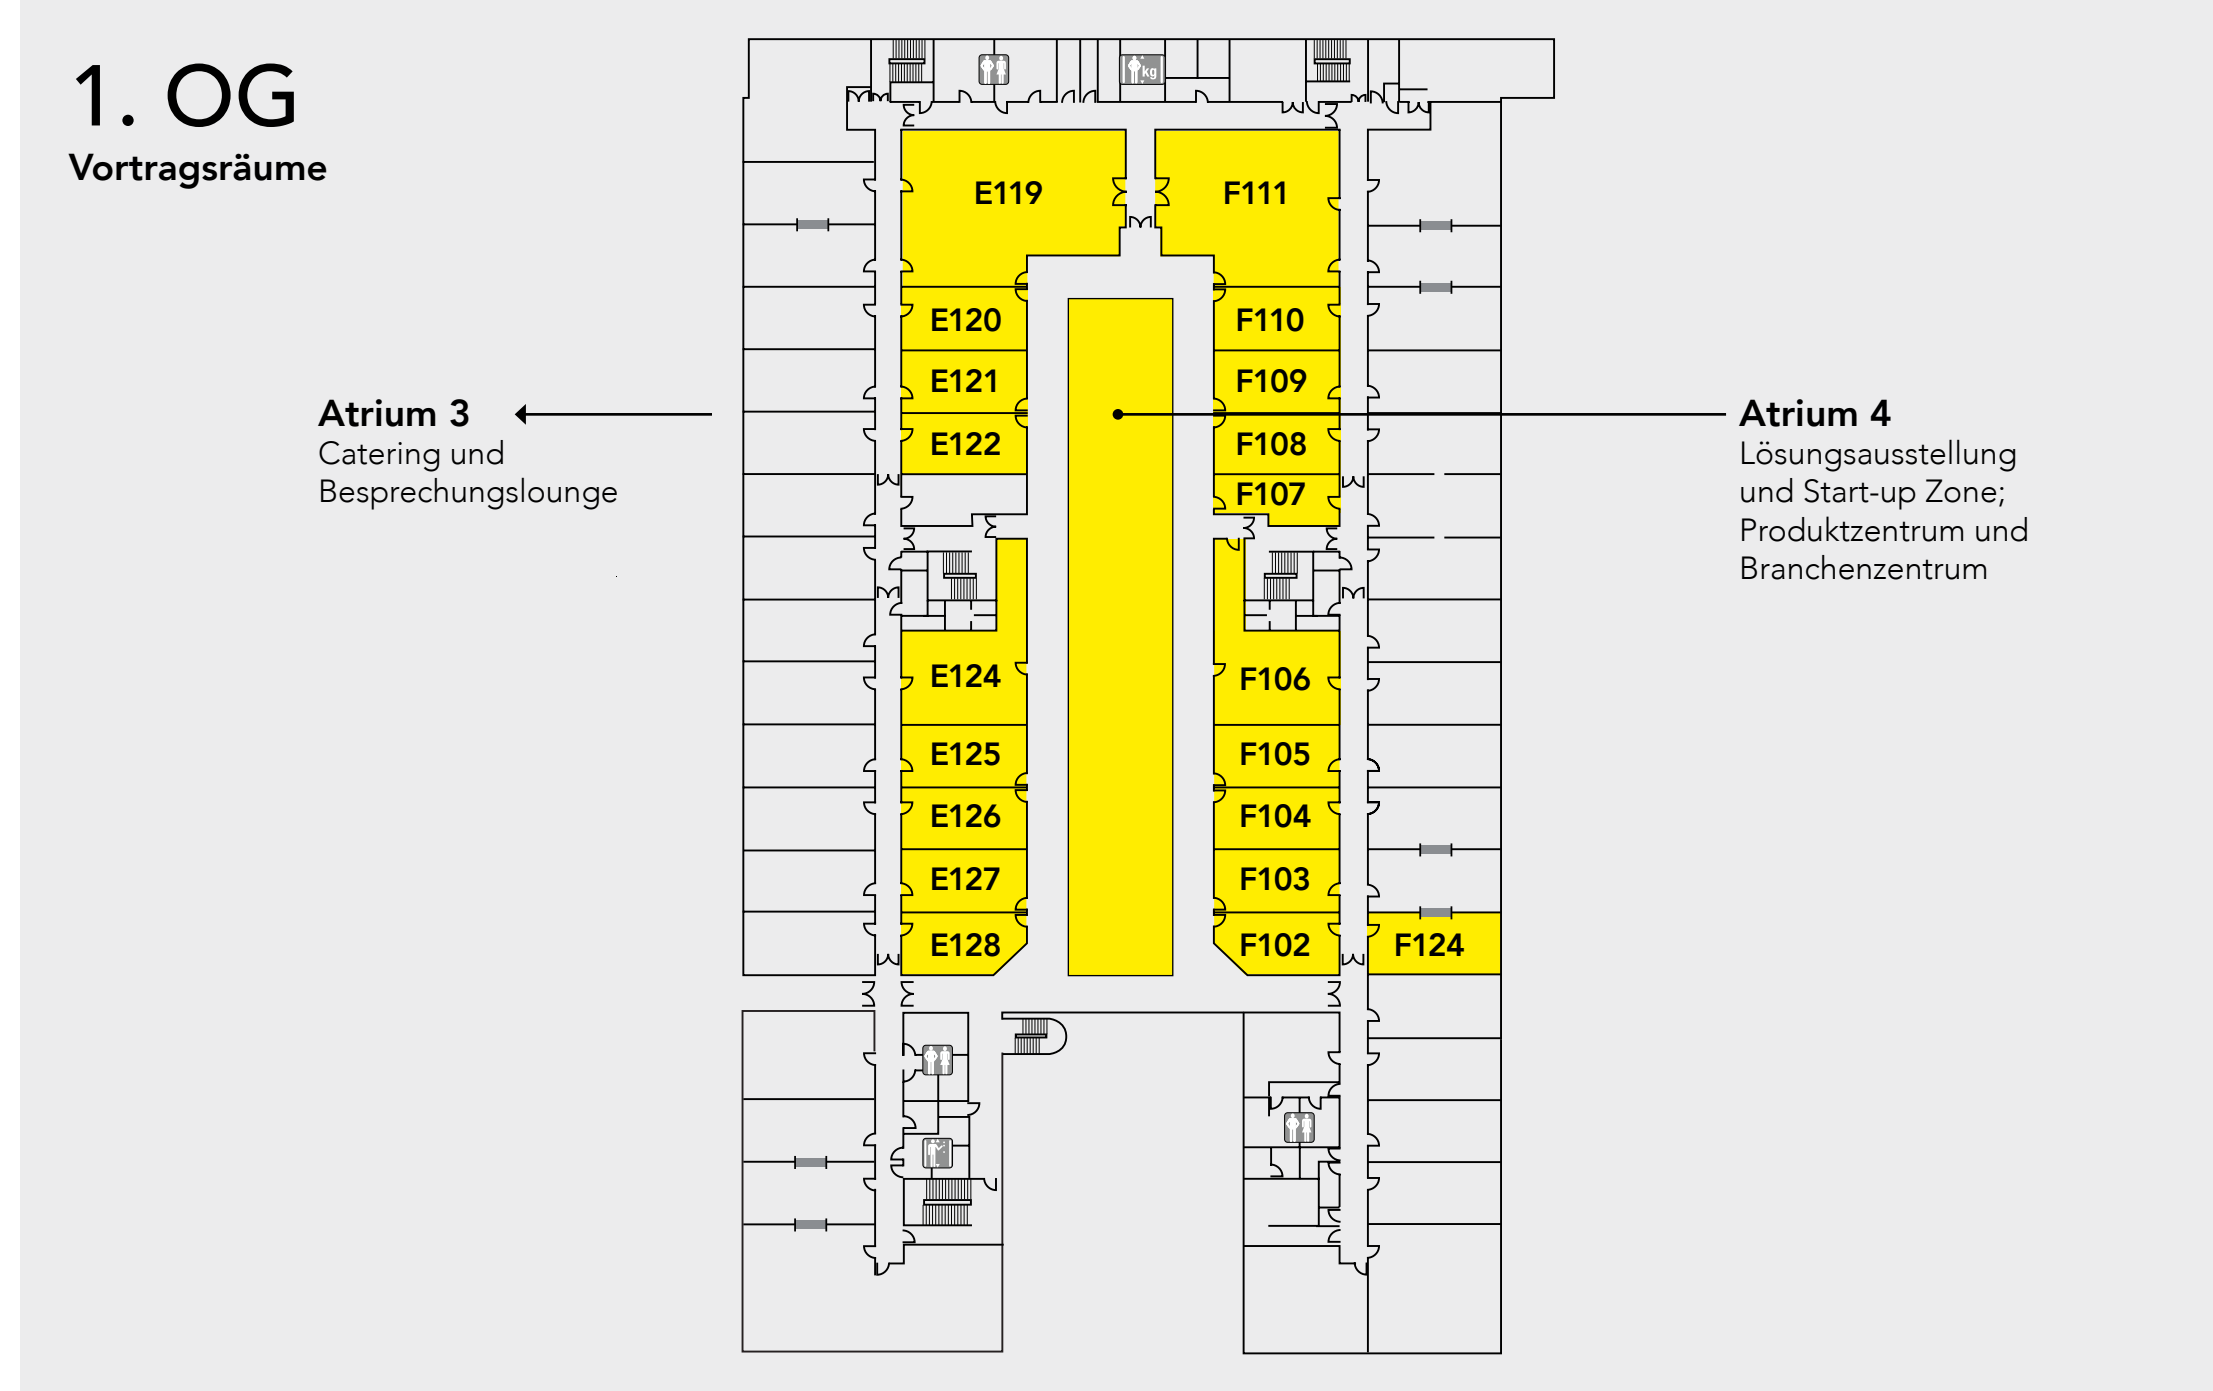 1. OG
Vortragsräume
kg
E119
F111
E120
F110
E121
F109
Atrium 3
Catering und
Besprechungslounge
Atrium 4
Lösungsausstellung
und Start-up Zone;
Produktzentrum und
Branchenzentrum
E122
F108
F107
E124
F106
E125
F105
E126
F104
E127
F103
E128
F102
F124